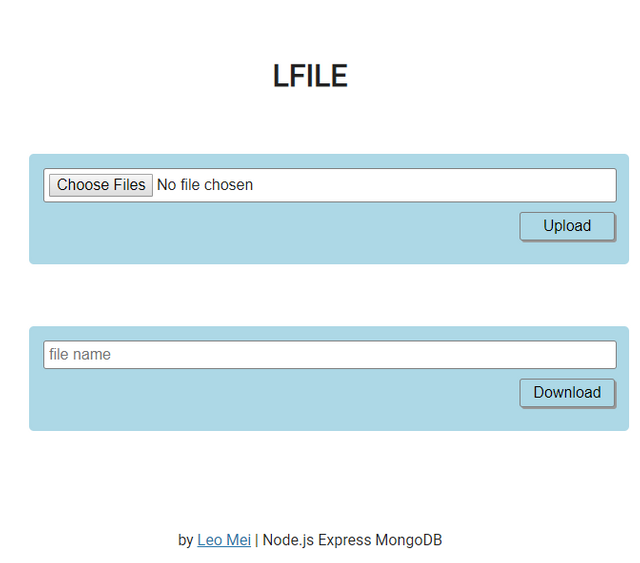 LFILE
Choose Files No file chosen
Upload
file name
Download
by Leo Mei | Node.js Express MongoDB